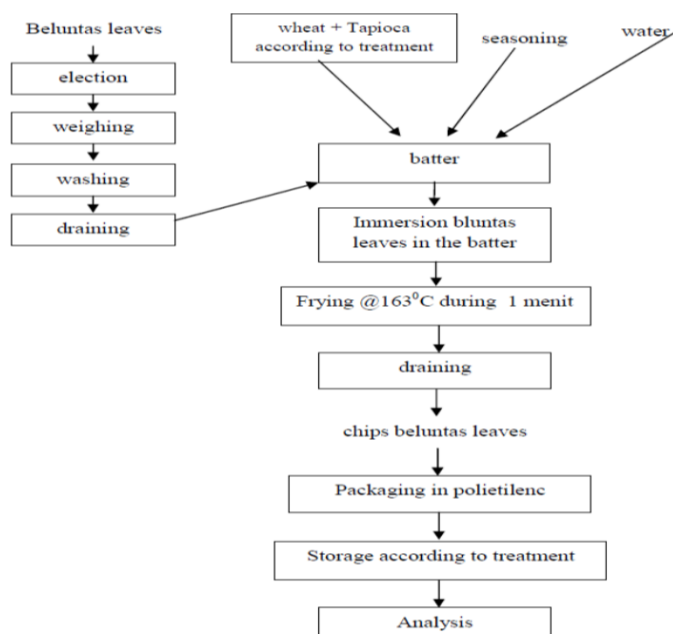 Beluntas leaves
election
weighing
washing
draining
wheat + Tapioca
according to treatment
seasoning
water
batter
Immersion bluntas
leaves in the batter
Frying @163⁰C during 1 menit
draining
chips beluntas leaves
Packaging in polietilenc
Storage according to treatment
Analysis